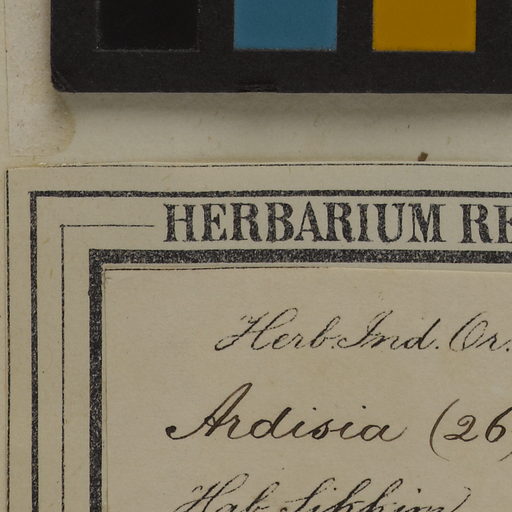 HERBARIUM RE
Herb. Ind. Or.
Ardisia (26)
Hab. Sikkim